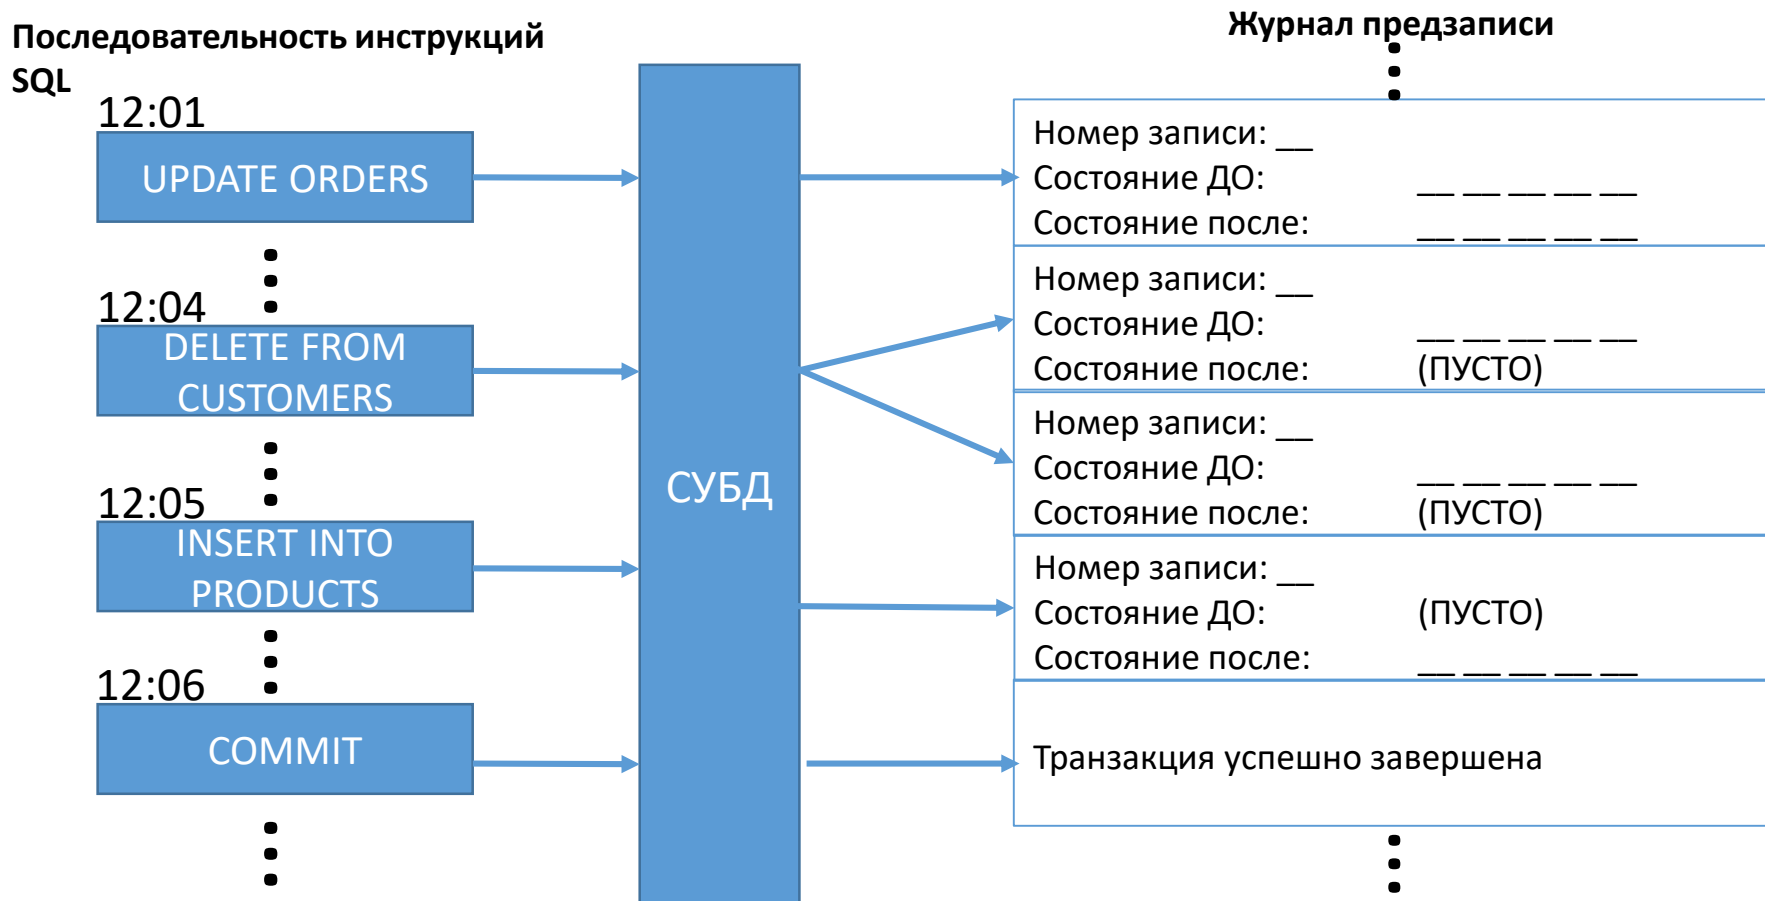 Последовательность инструкций
SQL
12:01
UPDATE ORDERS
12:04
DELETE FROM
CUSTOMERS
12:05
INSERT INTO
PRODUCTS
12:06
COMMIT
СУБД
Журнал предзаписи
Номер записи: __
Состояние ДО: __ __ __ __ __
Состояние после: __ __ __ __ __
Номер записи: __
Состояние ДО: __ __ __ __ __
Состояние после: (ПУСТО)
Номер записи: __
Состояние ДО: __ __ __ __ __
Состояние после: (ПУСТО)
Номер записи: __
Состояние ДО: (ПУСТО)
Состояние после: __ __ __ __ __
Транзакция успешно завершена